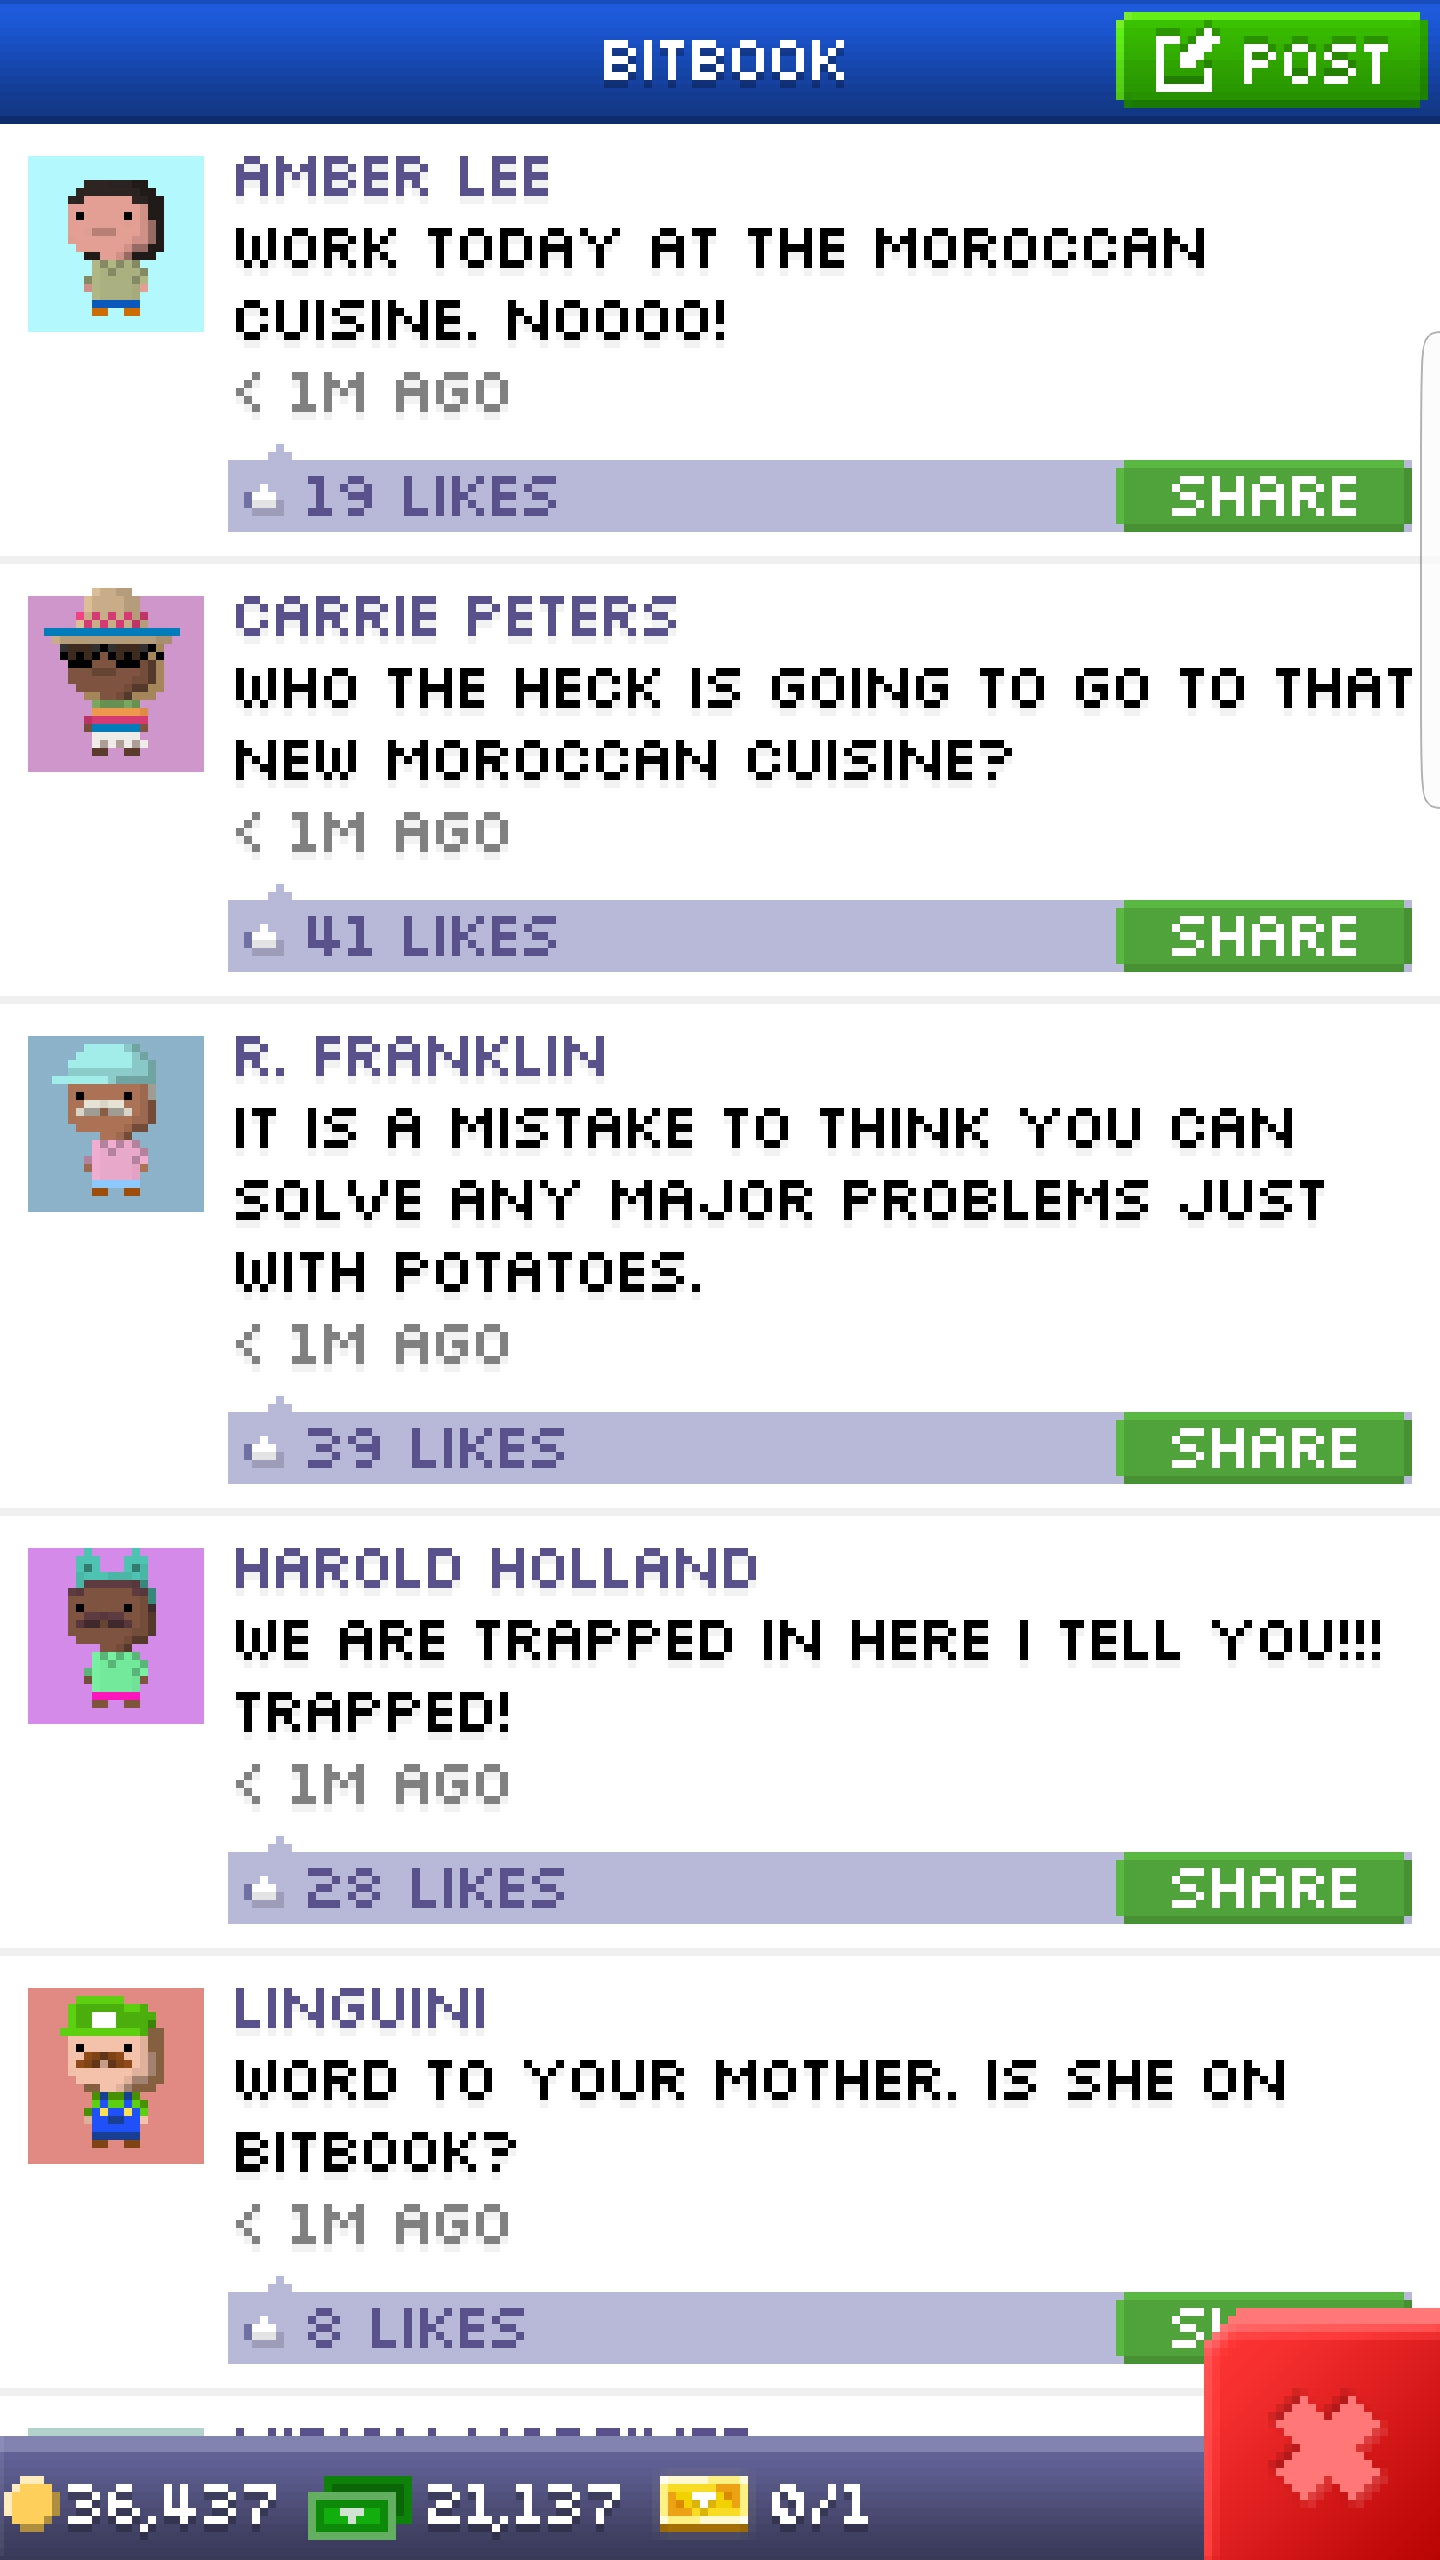 BITBOOK
POST
AMBER LEE
WORK TODAY AT THE MOROCCAN
CUISINE. NOOOO!
< 1M AGO
19 LIKES
SHARE
CARRIE PETERS
WHO THE HECK IS GOING TO GO TO THAT
NEW MOROCCAN CUISINE?
< 1M AGO
41 LIKES
SHARE
R. FRANKLIN
IT IS A MISTAKE TO THINK YOU CAN
SOLVE ANY MAJOR PROBLEMS JUST
WITH POTATOES.
< 1M AGO
39 LIKES
SHARE
HAROLD HOLLAND
WE ARE TRAPPED IN HERE I TELL YOU!!!
TRAPPED!
< 1M AGO
28 LIKES
SHARE
LINGUINI
WORD TO YOUR MOTHER. IS SHE ON
BITBOOK?
< 1M AGO
8 LIKES
36,437 21,137 0/1